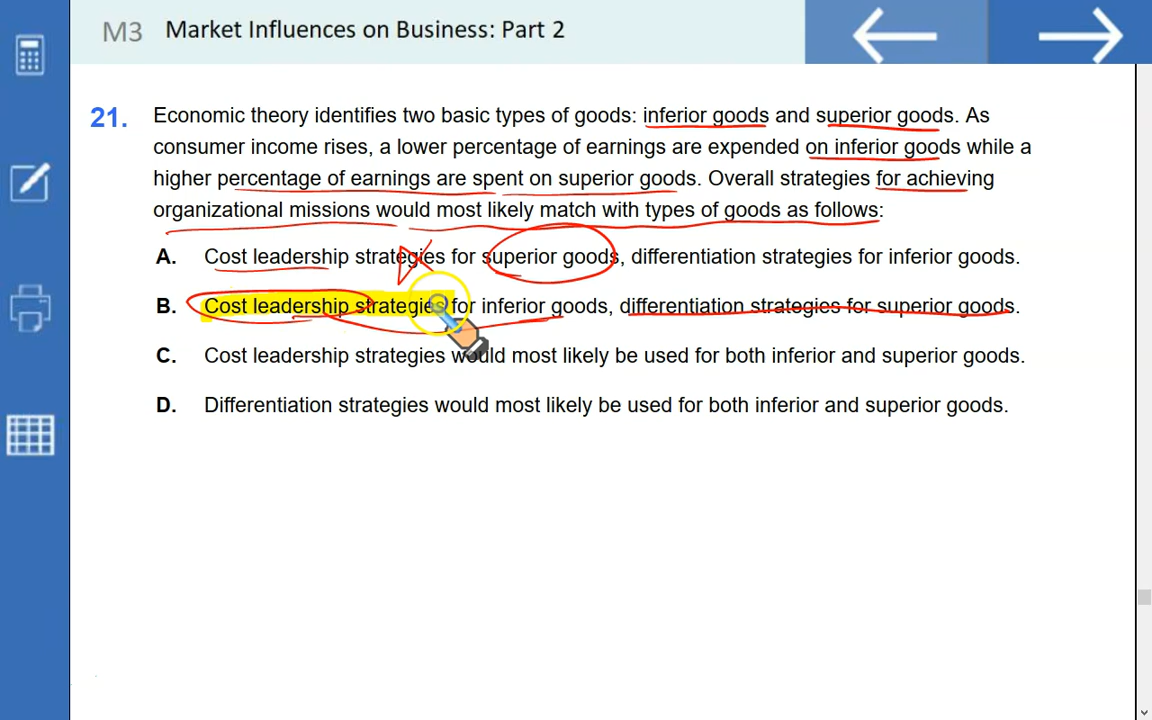 M3 Market Influences on Business: Part 2
21. Economic theory identifies two basic types of goods: inferior goods and superior goods. As
consumer income rises, a lower percentage of earnings are expended on inferior goods while a
higher percentage of earnings are spent on superior goods. Overall strategies for achieving
organizational missions would most likely match with types of goods as follows:
A. Cost leadership strategies for superior goods, differentiation strategies for inferior goods.
B. Cost leadership strategies for inferior goods, differentiation strategies for superior goods.
C. Cost leadership strategies would most likely be used for both inferior and superior goods.
D. Differentiation strategies would most likely be used for both inferior and superior goods.